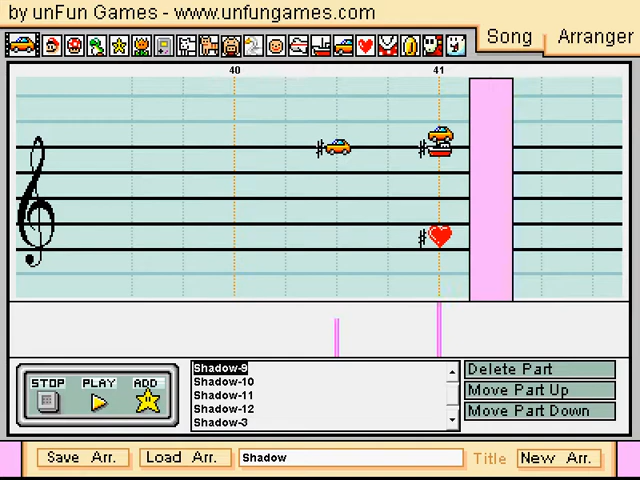 by unFun Games - www.unfungames.com
Song
Arranger
40
41
STOP PLAY ADD
Shadow-9
Shadow-10
Shadow-11
Shadow-12
Shadow-3
Delete Part
Move Part Up
Move Part Down
Save Arr.
Load Arr.
Shadow
Title
New Arr.